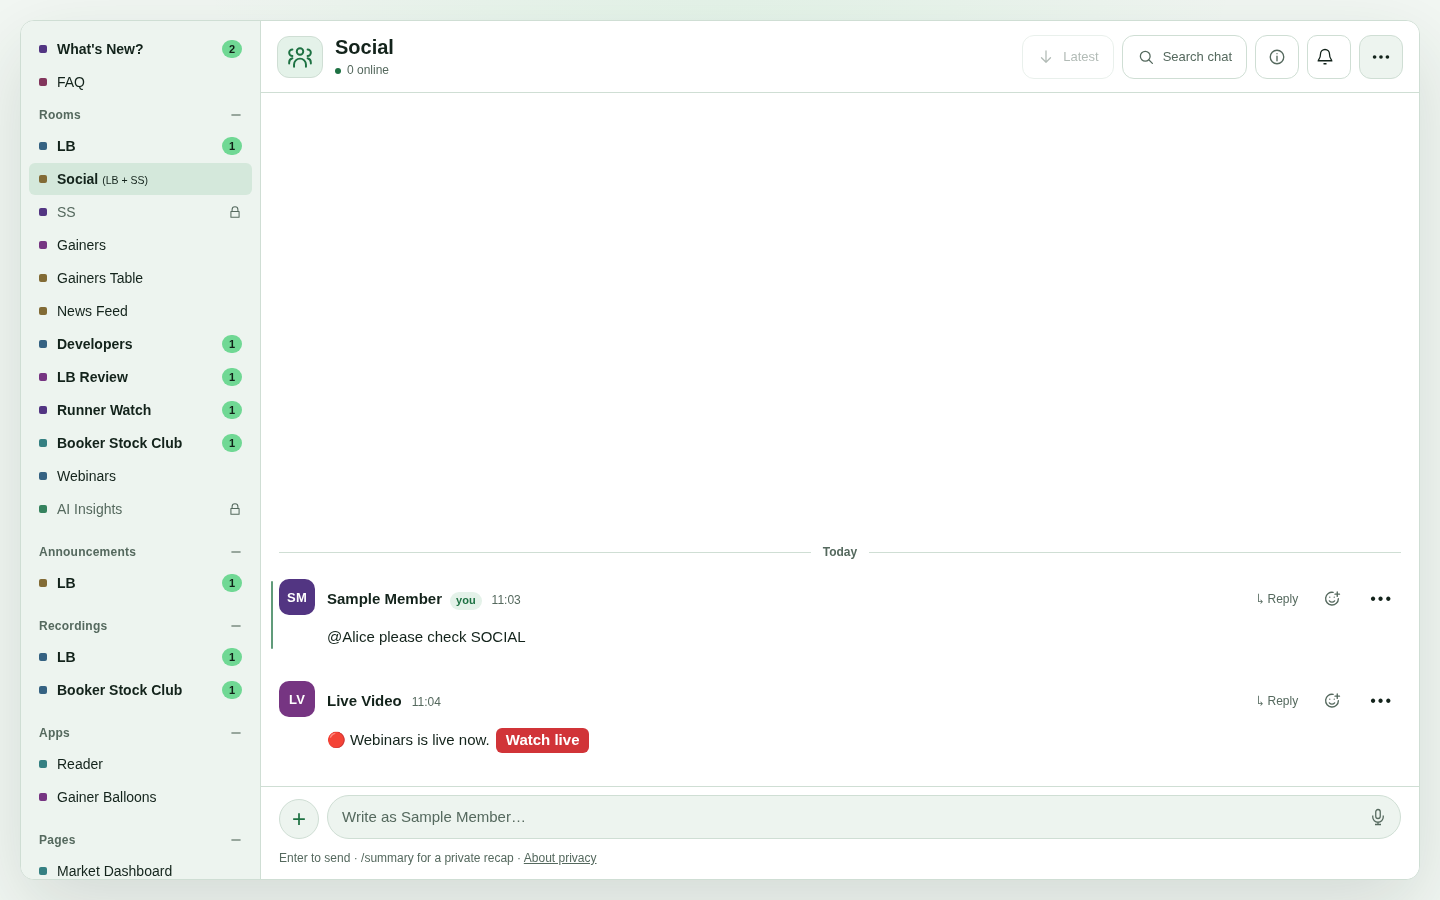 What's New? 2
FAQ
Rooms
LB 1
Social (LB + SS)
SS
Gainers
Gainers Table
News Feed
Developers 1
LB Review 1
Runner Watch 1
Booker Stock Club 1
Webinars
AI Insights
Announcements
LB 1
Recordings
LB 1
Booker Stock Club 1
Apps
Reader
Gainer Balloons
Pages
Market Dashboard
Social
0 online
Latest
Search chat
Today
SM
Sample Member you 11:03
↳ Reply
@Alice please check SOCIAL
LV
Live Video 11:04
↳ Reply
🔴 Webinars is live now. Watch live
Write as Sample Member…
Enter to send · /summary for a private recap · About privacy